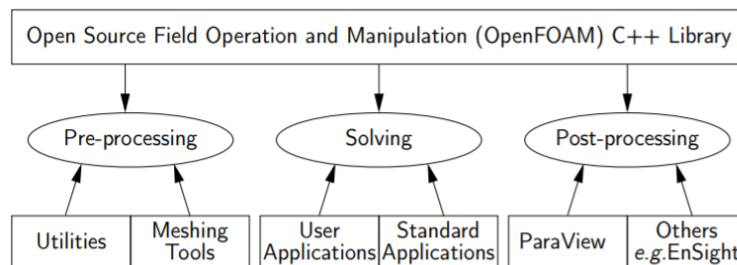 Open Source Field Operation and Manipulation (OpenFOAM) C++ Library
Pre-processing
Solving
Post-processing
Utilities
Meshing
Tools
User
Applications
Standard
Applications
ParaView
Others
e.g.EnSight